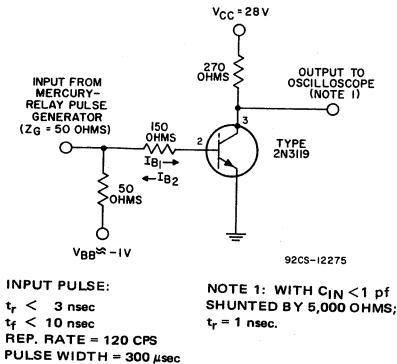 VCC = 28V
270
OHMS
OUTPUT TO
OSCILLOSCOPE
(NOTE 1)
INPUT FROM
MERCURY-
RELAY PULSE
GENERATOR
(ZG = 50 OHMS)
150
OHMS
3
2
TYPE
2N3119
IB1
IB2
50
OHMS
VBB ≈ -1V
92CS-12275
INPUT PULSE:
tr < 3 nsec
tf < 10 nsec
REP. RATE = 120 CPS
PULSE WIDTH = 300 µsec
NOTE 1: WITH CIN <1 pf
SHUNTED BY 5,000 OHMS;
tr = 1 nsec.